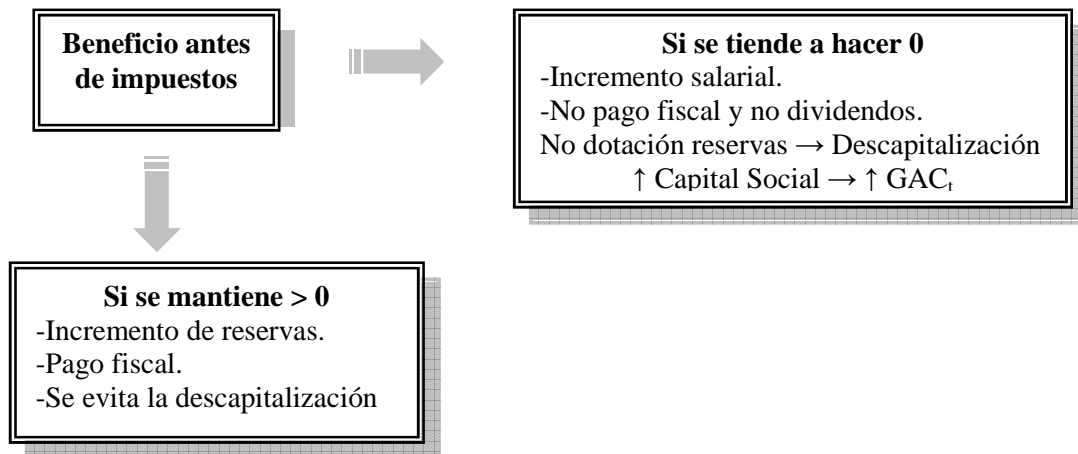 Beneficio antes
de impuestos
Si se tiende a hacer 0
-Incremento salarial.
-No pago fiscal y no dividendos.
No dotación reservas → Descapitalización
↑ Capital Social → ↑ GACₜ
Si se mantiene > 0
-Incremento de reservas.
-Pago fiscal.
-Se evita la descapitalización